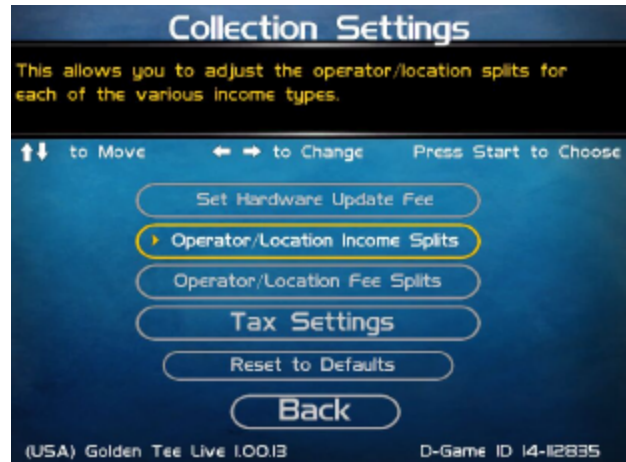 Collection Settings
This allows you to adjust the operator/location splits for
each of the various income types.
to Move to Change Press Start to Choose
Set Hardware Update Fee
Operator/Location Income Splits
Operator/Location Fee Splits
Tax Settings
Reset to Defaults
Back
(USA) Golden Tee Live 1.00.13 D-Game ID 14-112835